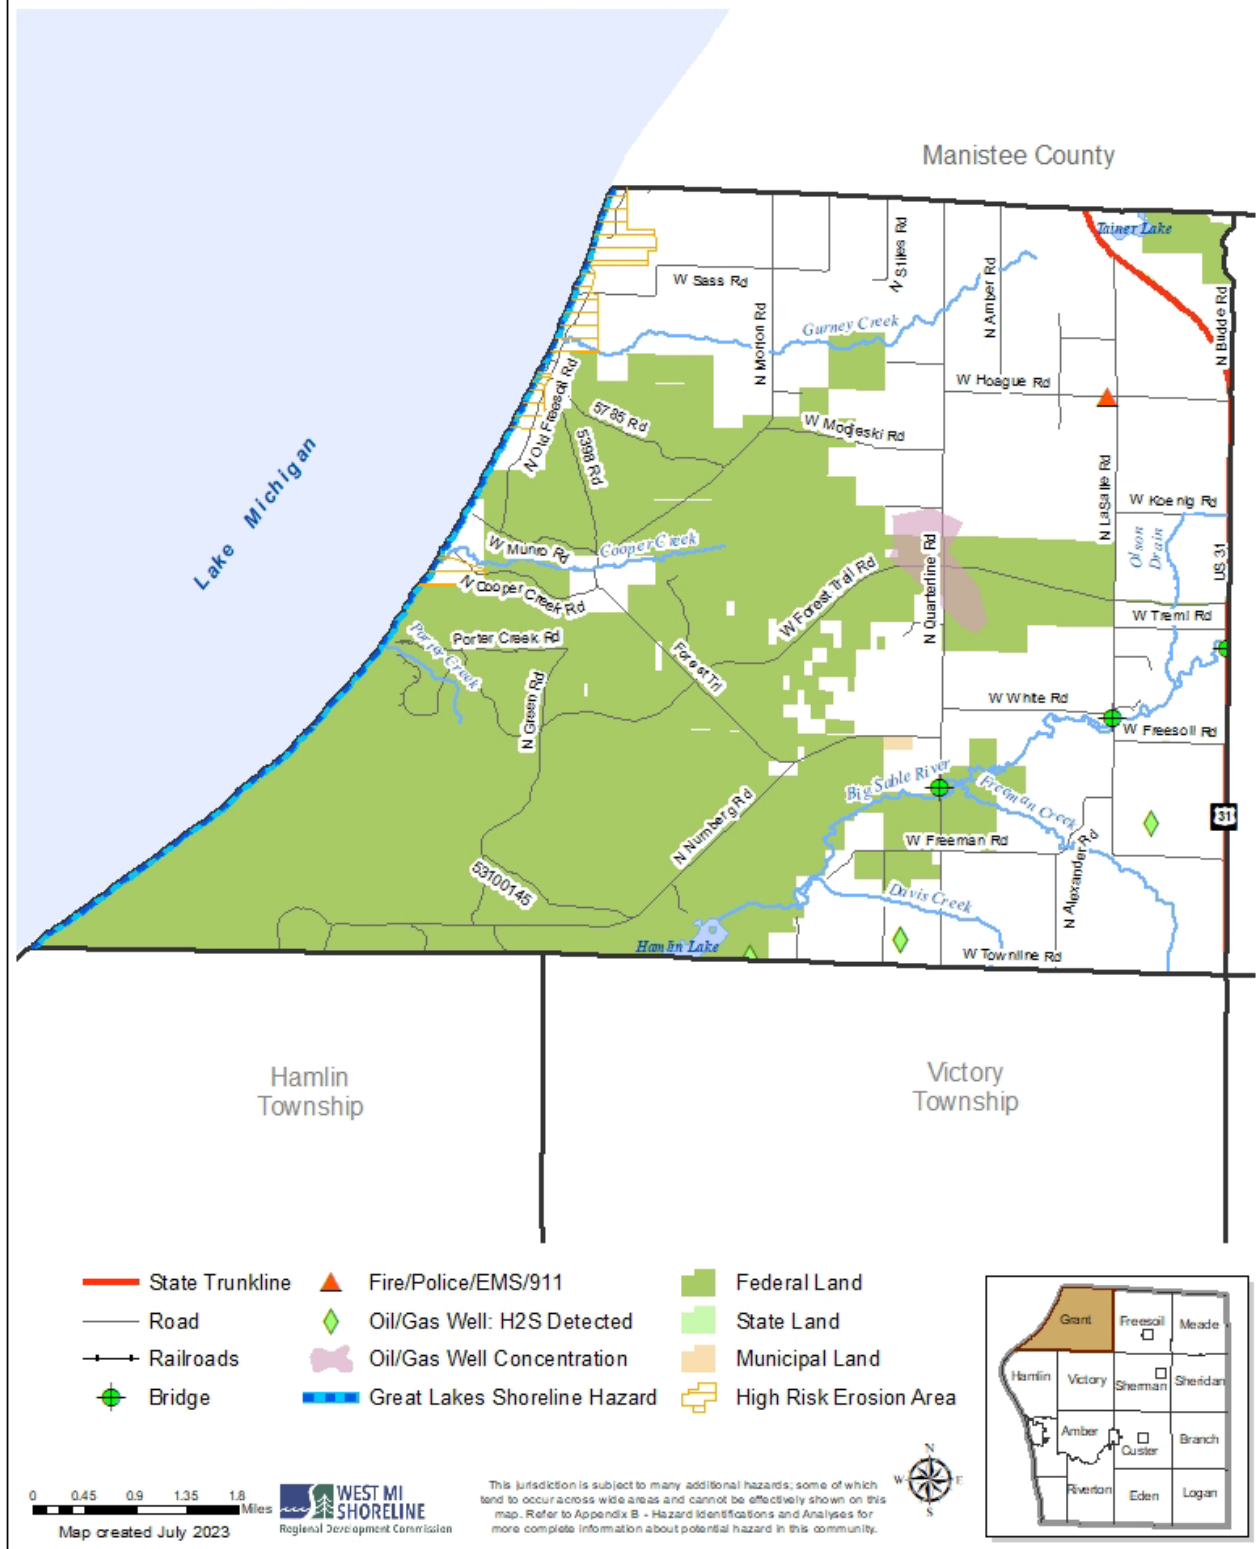 Manistee County
Tainer Lake
N Stiles Rd
W Sass Rd
N Amber Rd
N Budde Rd
N Morton Rd
Gurney Creek
N Old Freesoil Rd
W Hoague Rd
5785 Rd
W Modjeski Rd
5398 Rd
Lake Michigan
N LaSalle Rd
W Koenig Rd
Olson
Drain
US 31
W Munro Rd
Cooper Creek
N Cooper Creek Rd
W Forest Trail Rd
N Quarterline Rd
W Treml Rd
Porter Creek Rd
Porter Creek
Forest Trl
N Green Rd
W White Rd
W Freesoil Rd
Big Sable River
Freeman Creek
31
N Nurnberg Rd
W Freeman Rd
N Alexander Rd
53100145
Davis Creek
Hamlin Lake
W Townline Rd
Hamlin
Township
Victory
Township
State Trunkline
Road
Railroads
Bridge
Fire/Police/EMS/911
Oil/Gas Well: H2S Detected
Oil/Gas Well Concentration
Great Lakes Shoreline Hazard
Federal Land
State Land
Municipal Land
High Risk Erosion Area
Grant
Freesoil
Meade
Hamlin
Victory
Sherman
Sheridan
Amber
Custer
Branch
Riverton
Eden
Logan
0 0.45 0.9 1.35 1.8
Miles
Map created July 2023
WEST MI
SHORELINE
Regional Development Commission
This jurisdiction is subject to many additional hazards; some of which
tend to occur across wide areas and cannot be effectively shown on this
map. Refer to Appendix B - Hazard Identifications and Analyses for
more complete information about potential hazard in this community.
N
W E
S